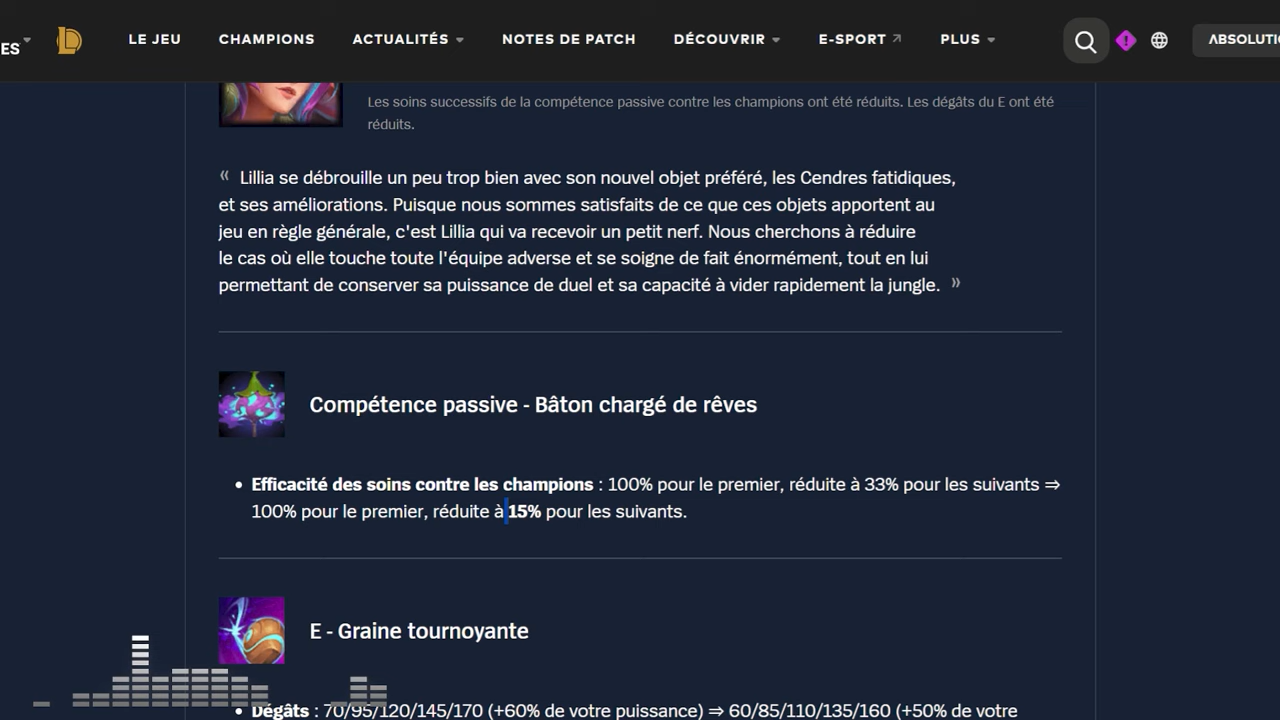 ES
LE JEU
CHAMPIONS
ACTUALITÉS
NOTES DE PATCH
DÉCOUVRIR
E-SPORT
PLUS
Les soins successifs de la compétence passive contre les champions ont été réduits. Les dégâts du E ont été
réduits.
« Lillia se débrouille un peu trop bien avec son nouvel objet préféré, les Cendres fatidiques,
et ses améliorations. Puisque nous sommes satisfaits de ce que ces objets apportent au
jeu en règle générale, c'est Lillia qui va recevoir un petit nerf. Nous cherchons à réduire
le cas où elle touche toute l'équipe adverse et se soigne de fait énormément, tout en lui
permettant de conserver sa puissance de duel et sa capacité à vider rapidement la jungle. »
Compétence passive - Bâton chargé de rêves
• Efficacité des soins contre les champions : 100% pour le premier, réduite à 33% pour les suivants ⇒
100% pour le premier, réduite à 15% pour les suivants.
E - Graine tournoyante
• Dégâts : 70/95/120/145/170 (+60% de votre puissance) ⇒ 60/85/110/135/160 (+50% de votre